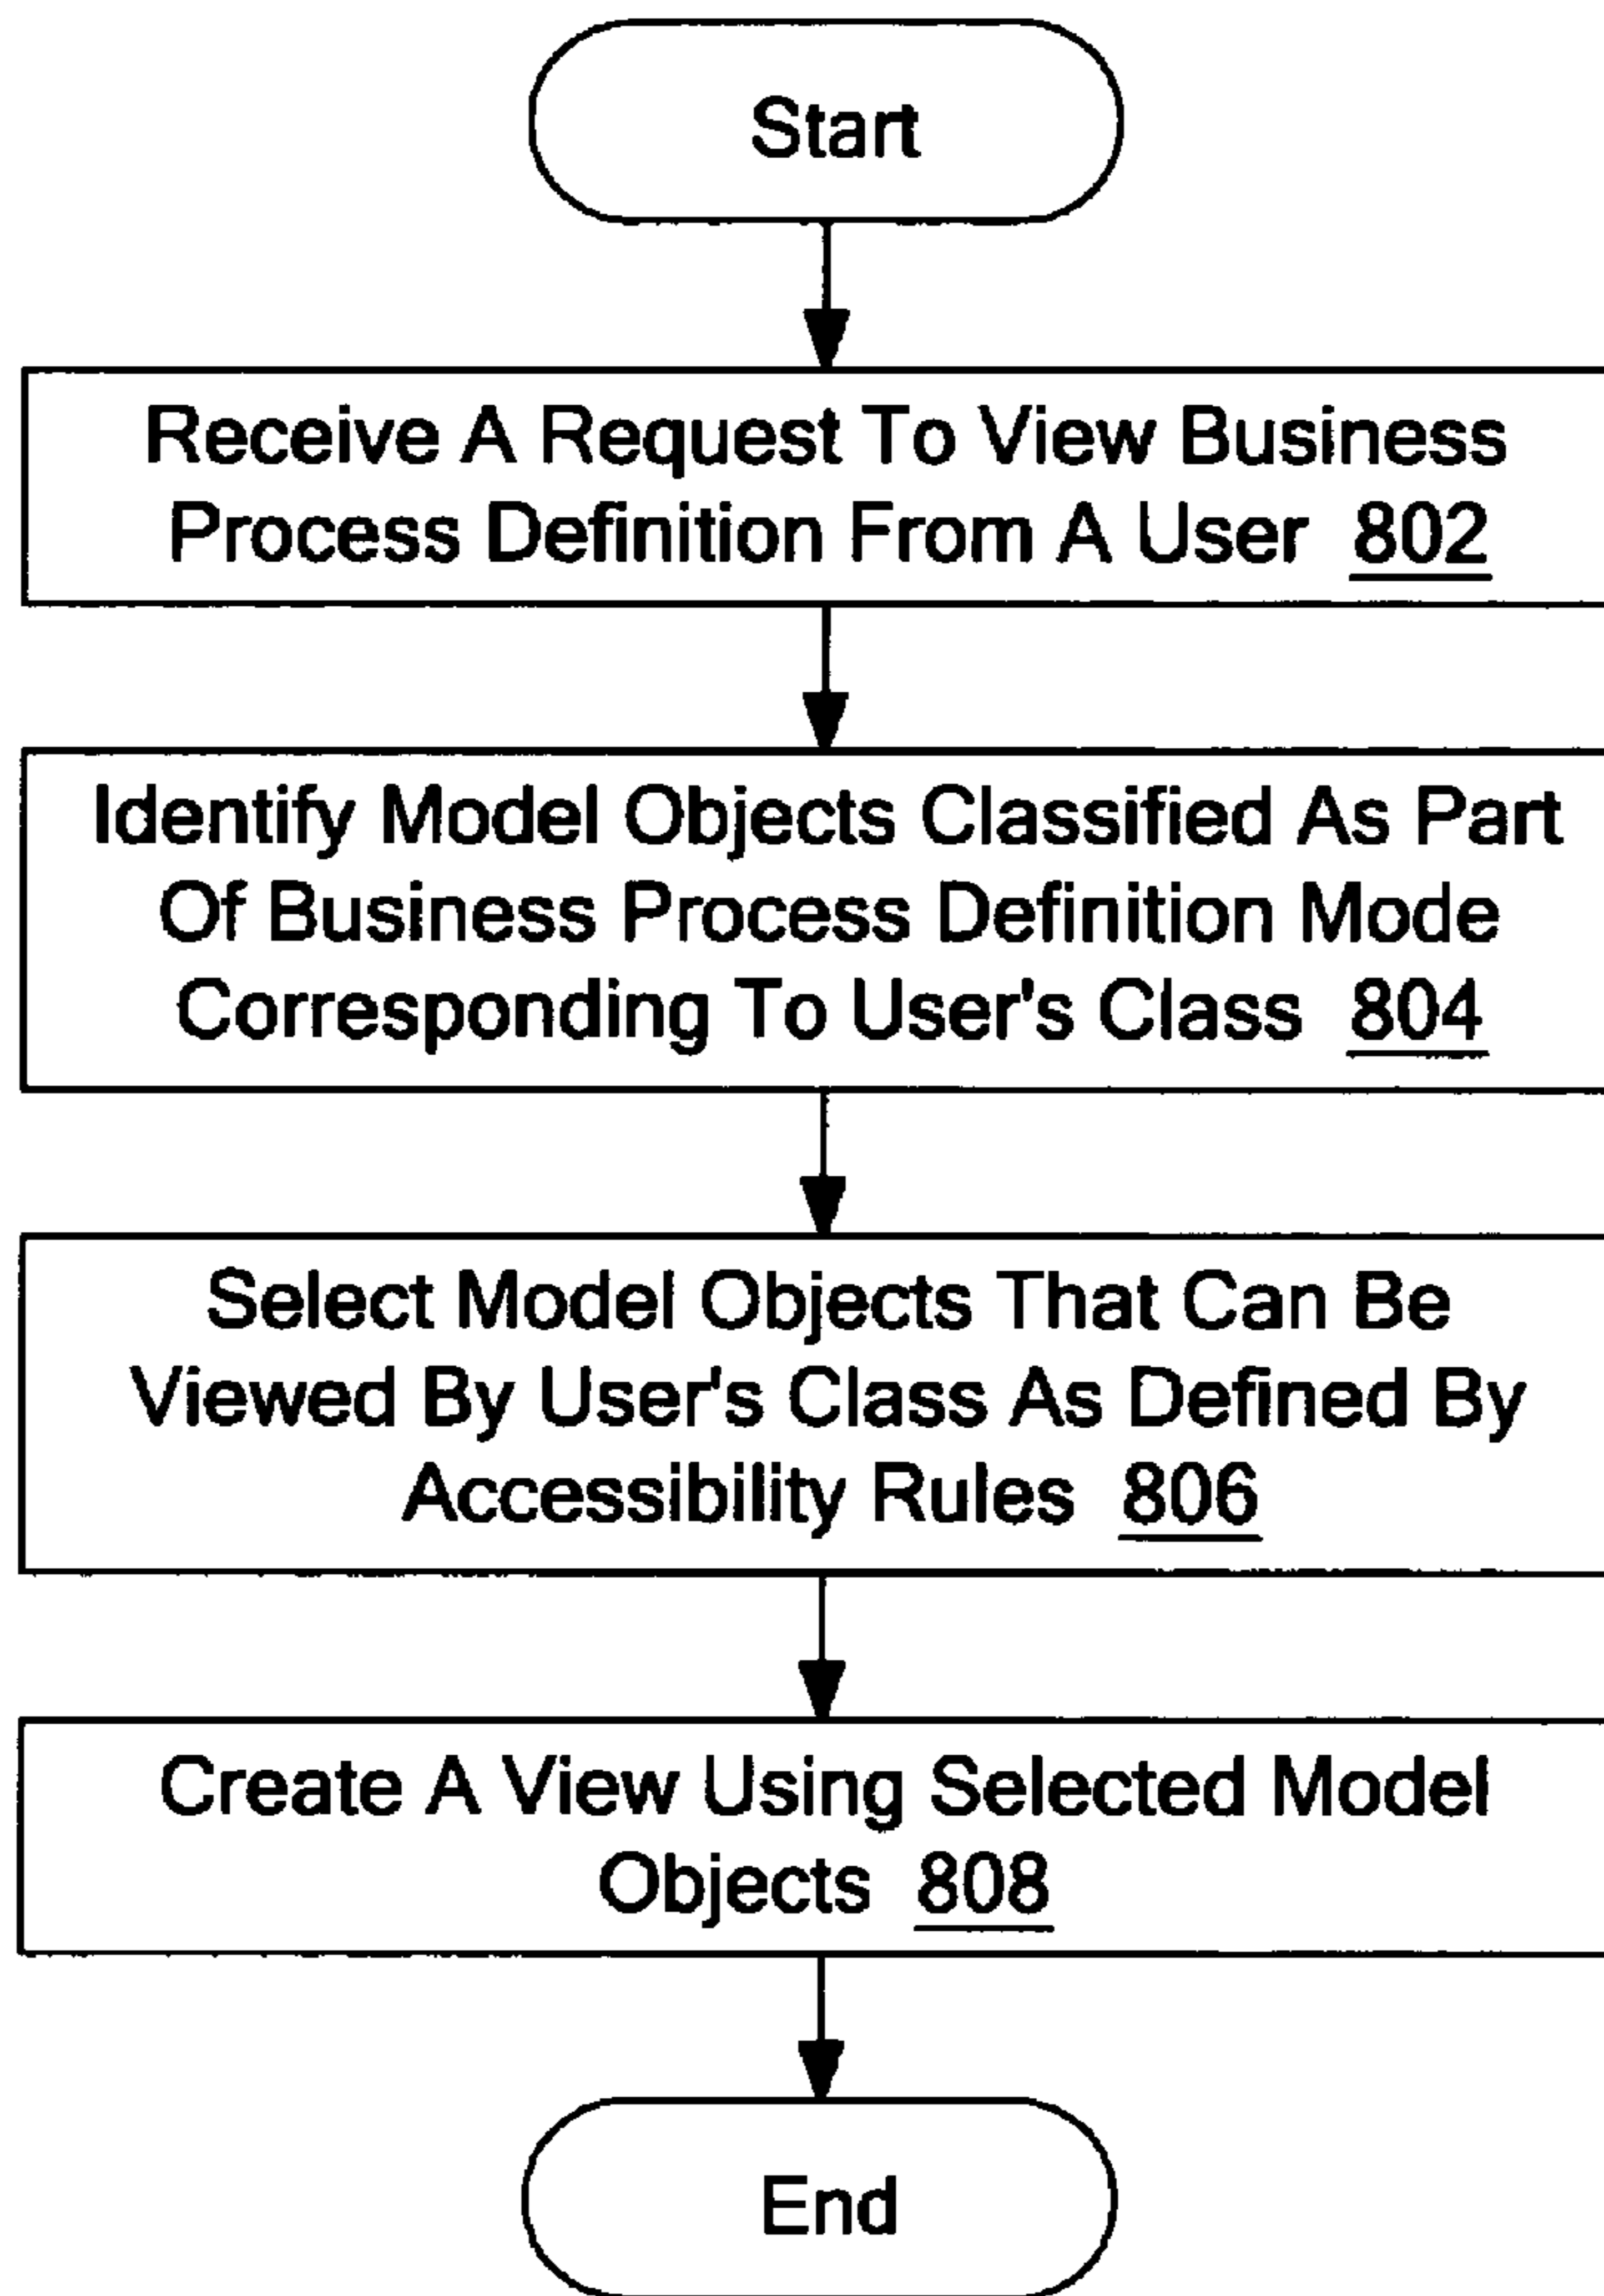 Start
Receive A Request To View Business
Process Definition From A User 802
Identify Model Objects Classified As Part
Of Business Process Definition Mode
Corresponding To User's Class 804
Select Model Objects That Can Be
Viewed By User's Class As Defined By
Accessibility Rules 806
Create A View Using Selected Model
Objects 808
End